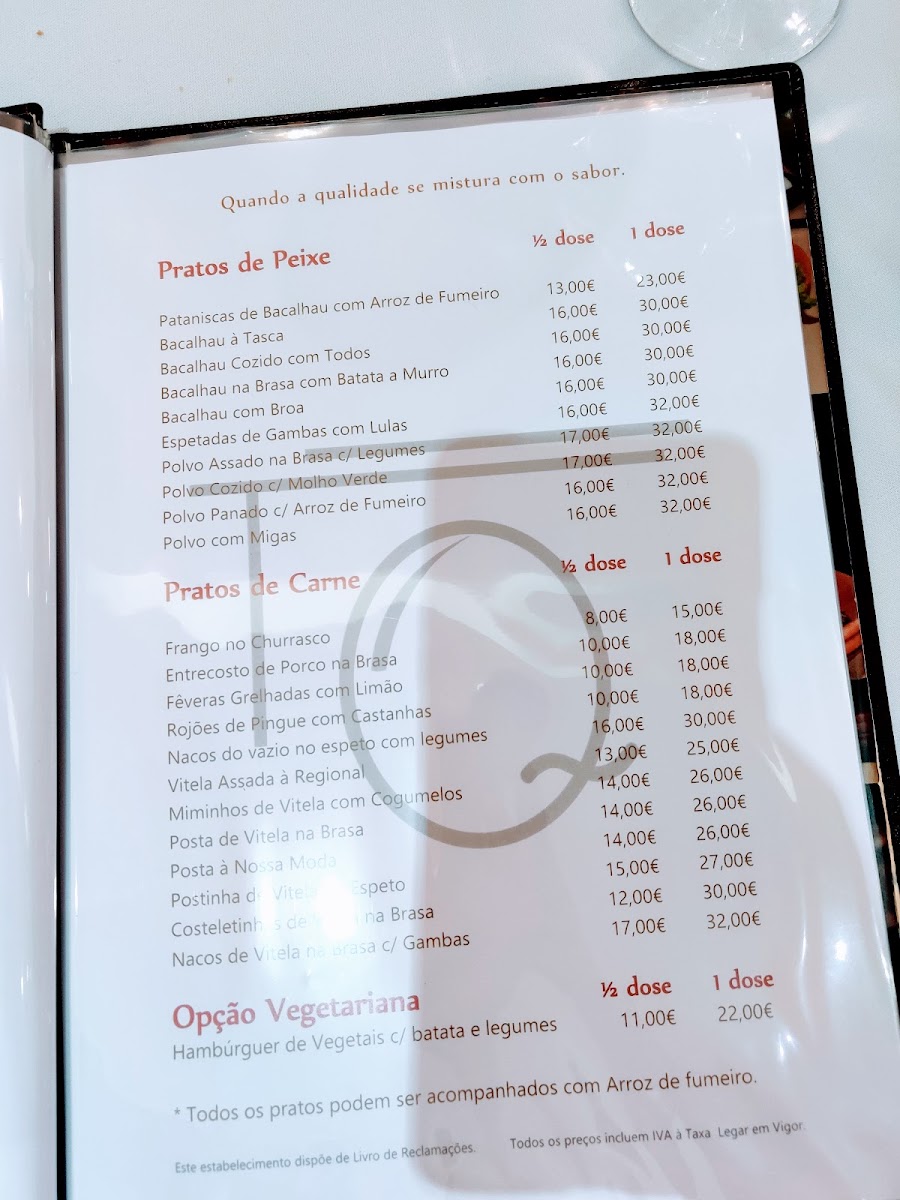 Quando a qualidade se mistura com o sabor.
Pratos de Peixe ½ dose 1 dose
Pataniscas de Bacalhau com Arroz de Fumeiro 13,00€ 23,00€
Bacalhau à Tasca 16,00€ 30,00€
Bacalhau Cozido com Todos 16,00€ 30,00€
Bacalhau na Brasa com Batata a Murro 16,00€ 30,00€
Bacalhau com Broa 16,00€ 30,00€
Espetadas de Gambas com Lulas 16,00€ 32,00€
Polvo Assado na Brasa c/ Legumes 17,00€ 32,00€
Polvo Cozido c/ Molho Verde 17,00€ 32,00€
Polvo Panado c/ Arroz de Fumeiro 16,00€ 32,00€
Polvo com Migas 16,00€ 32,00€
TQ
Pratos de Carne ½ dose 1 dose
Frango no Churrasco 8,00€ 15,00€
Entrecosto de Porco na Brasa 10,00€ 18,00€
Fêveras Grelhadas com Limão 10,00€ 18,00€
Rojões de Pingue com Castanhas 10,00€ 18,00€
Nacos do vazio no espeto com legumes 16,00€ 30,00€
Vitela Assada à Regional 13,00€ 25,00€
Miminhos de Vitela com Cogumelos 14,00€ 26,00€
Posta de Vitela na Brasa 14,00€ 26,00€
Posta à Nossa Moda 14,00€ 26,00€
Postinha de Vitela Espeto 15,00€ 27,00€
Costeletinhas de na Brasa 12,00€ 30,00€
Nacos de Vitela na Brasa c/ Gambas 17,00€ 32,00€
Opção Vegetariana ½ dose 1 dose
Hambúrguer de Vegetais c/ batata e legumes 11,00€ 22,00€
* Todos os pratos podem ser acompanhados com Arroz de fumeiro.
Este estabelecimento dispõe de Livro de Reclamações. Todos os preços incluem IVA à Taxa Legar em Vigor.